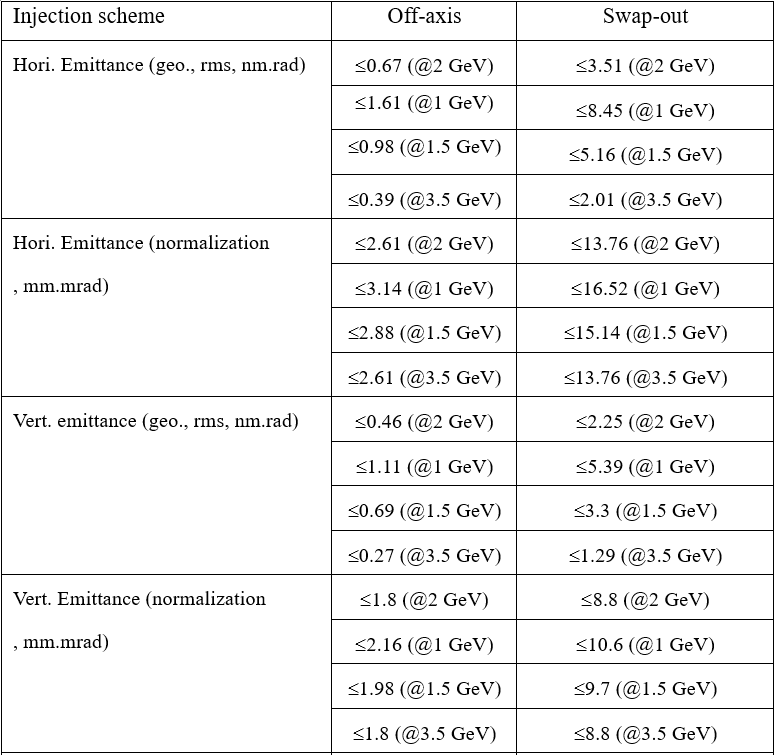 Injection scheme Off-axis Swap-out
Hori. Emittance (geo., rms, nm.rad) ≤0.67 (@2 GeV) ≤3.51 (@2 GeV)
≤1.61 (@1 GeV) ≤8.45 (@1 GeV)
≤0.98 (@1.5 GeV) ≤5.16 (@1.5 GeV)
≤0.39 (@3.5 GeV) ≤2.01 (@3.5 GeV)
Hori. Emittance (normalization ≤2.61 (@2 GeV) ≤13.76 (@2 GeV)
, mm.mrad) ≤3.14 (@1 GeV) ≤16.52 (@1 GeV)
≤2.88 (@1.5 GeV) ≤15.14 (@1.5 GeV)
≤2.61 (@3.5 GeV) ≤13.76 (@3.5 GeV)
Vert. emittance (geo., rms, nm.rad) ≤0.46 (@2 GeV) ≤2.25 (@2 GeV)
≤1.11 (@1 GeV) ≤5.39 (@1 GeV)
≤0.69 (@1.5 GeV) ≤3.3 (@1.5 GeV)
≤0.27 (@3.5 GeV) ≤1.29 (@3.5 GeV)
Vert. Emittance (normalization ≤1.8 (@2 GeV) ≤8.8 (@2 GeV)
, mm.mrad) ≤2.16 (@1 GeV) ≤10.6 (@1 GeV)
≤1.98 (@1.5 GeV) ≤9.7 (@1.5 GeV)
≤1.8 (@3.5 GeV) ≤8.8 (@3.5 GeV)